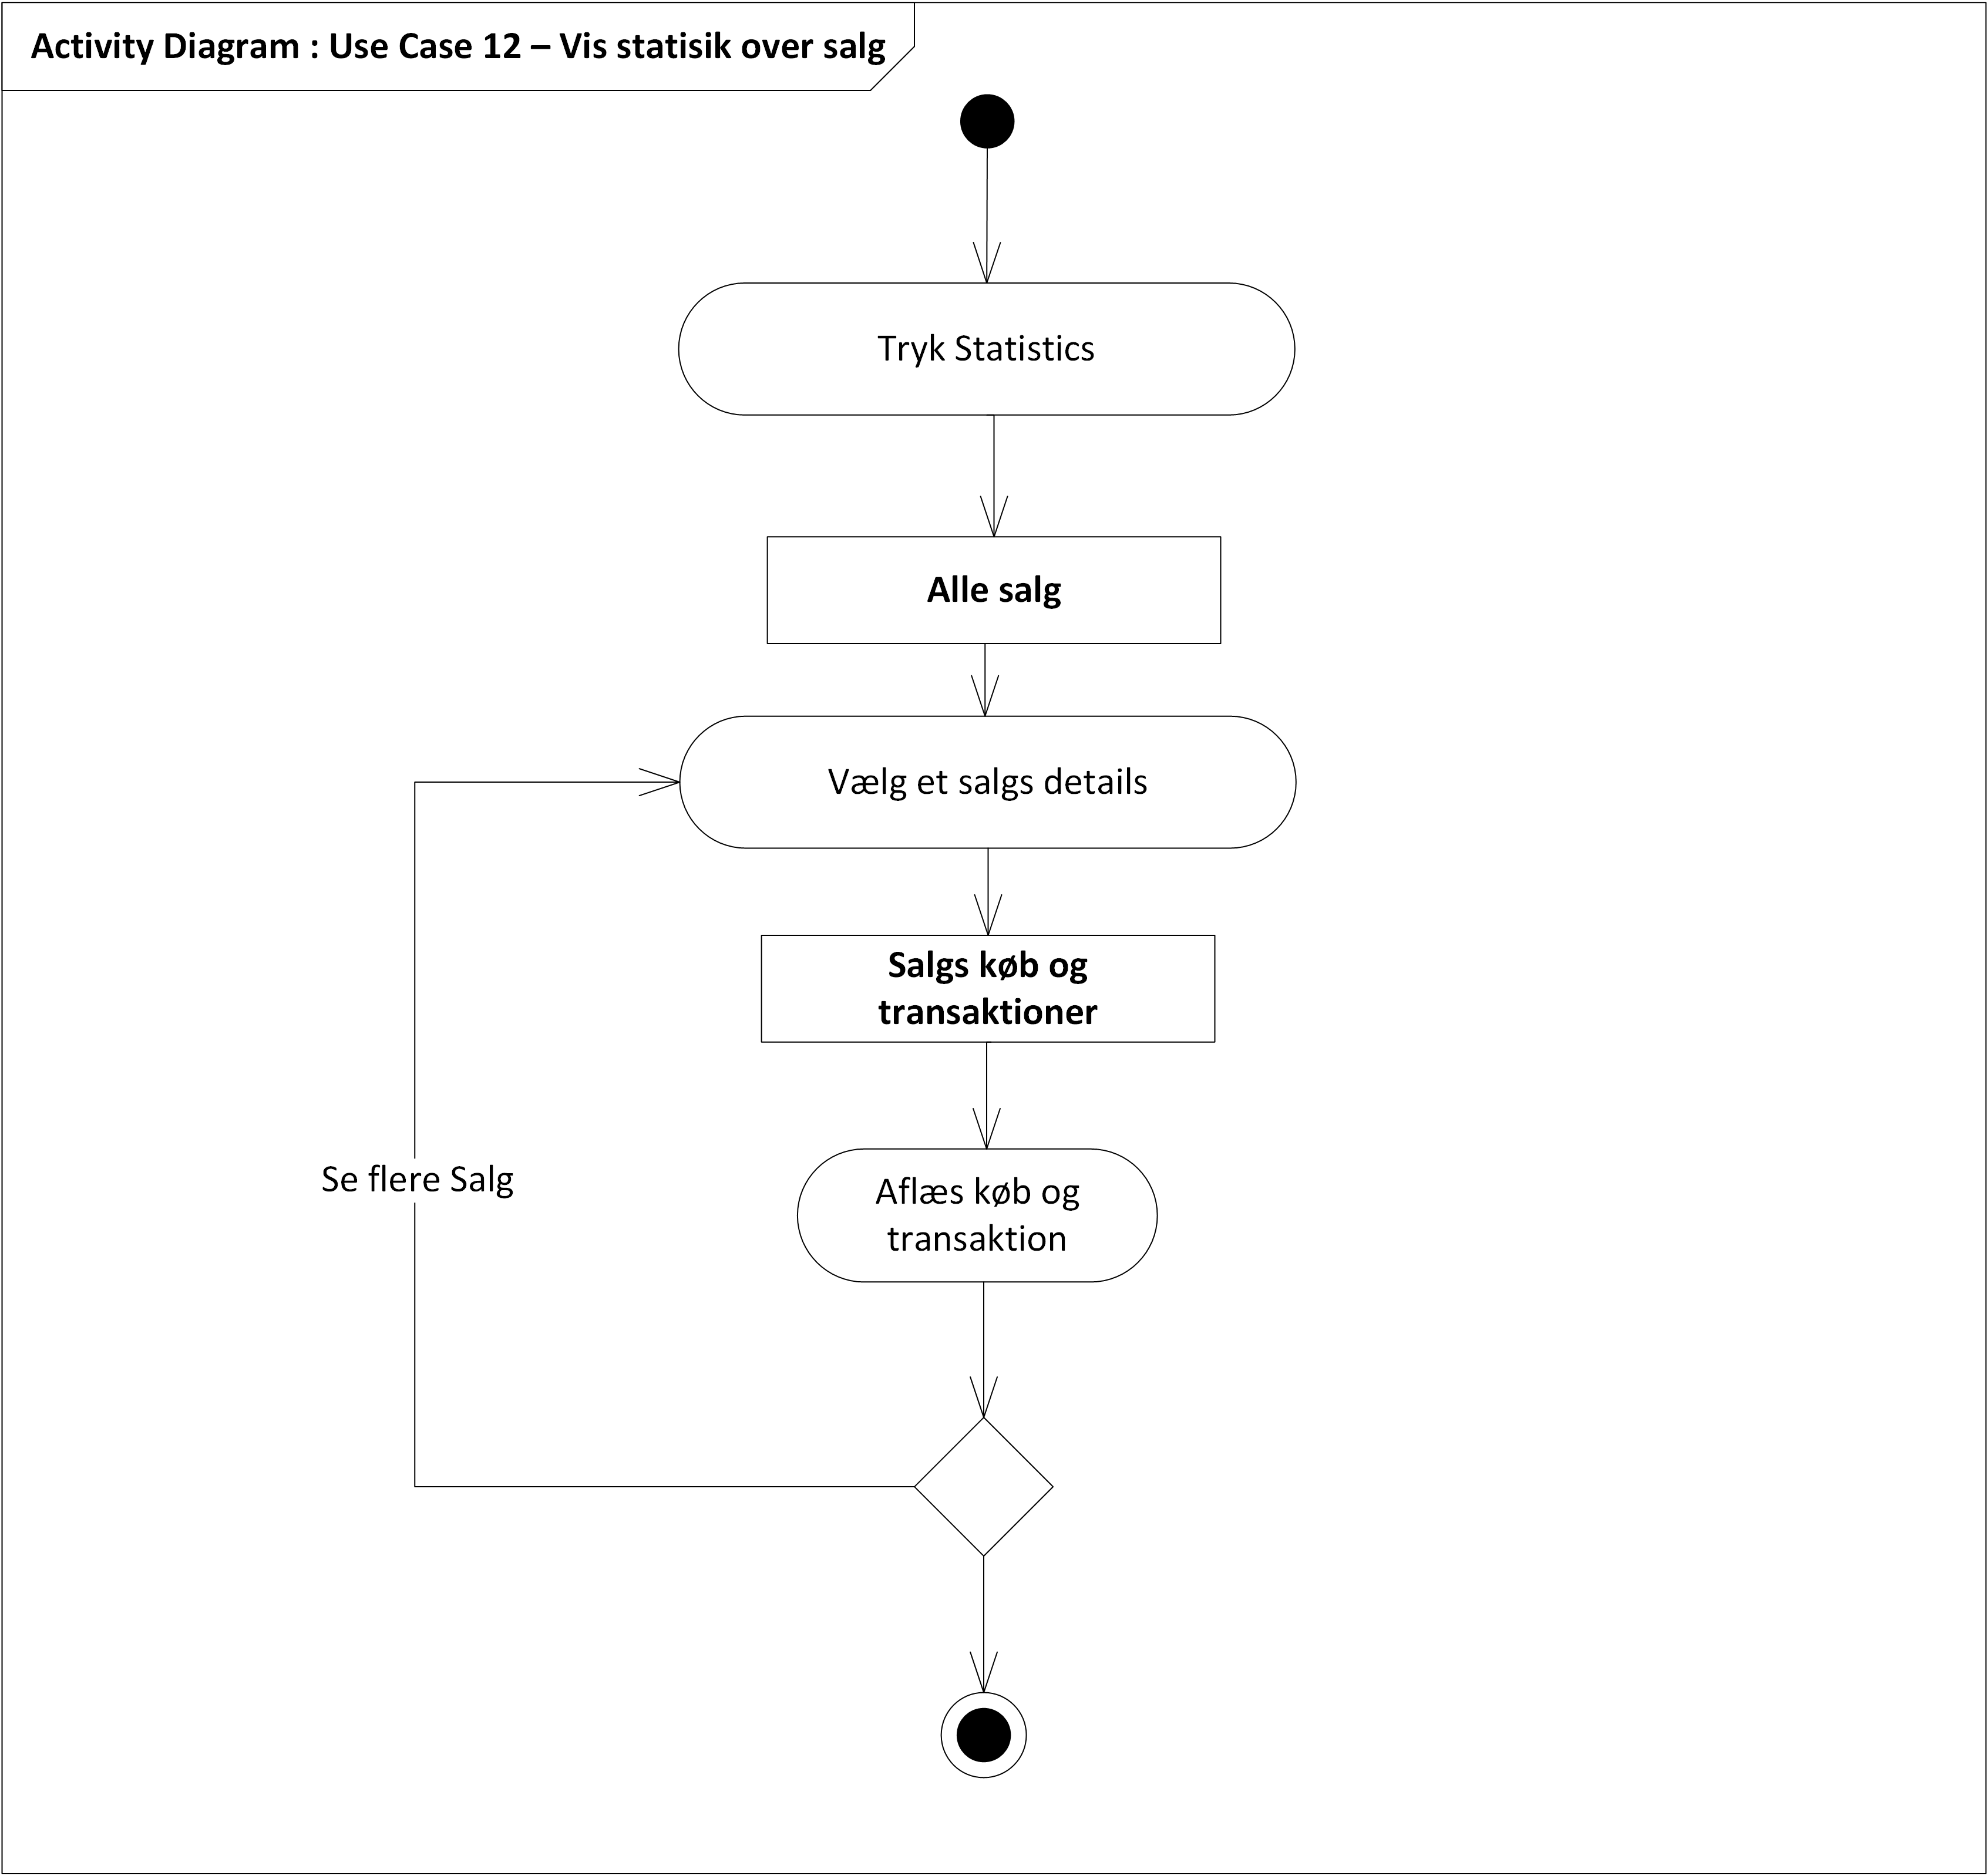 Activity Diagram : Use Case 12 – Vis statisik over salg
Tryk Statistics
Alle salg
Vælg et salgs details
Salgs køb og
transaktioner
Se flere Salg
Aflæs køb og
transaktion